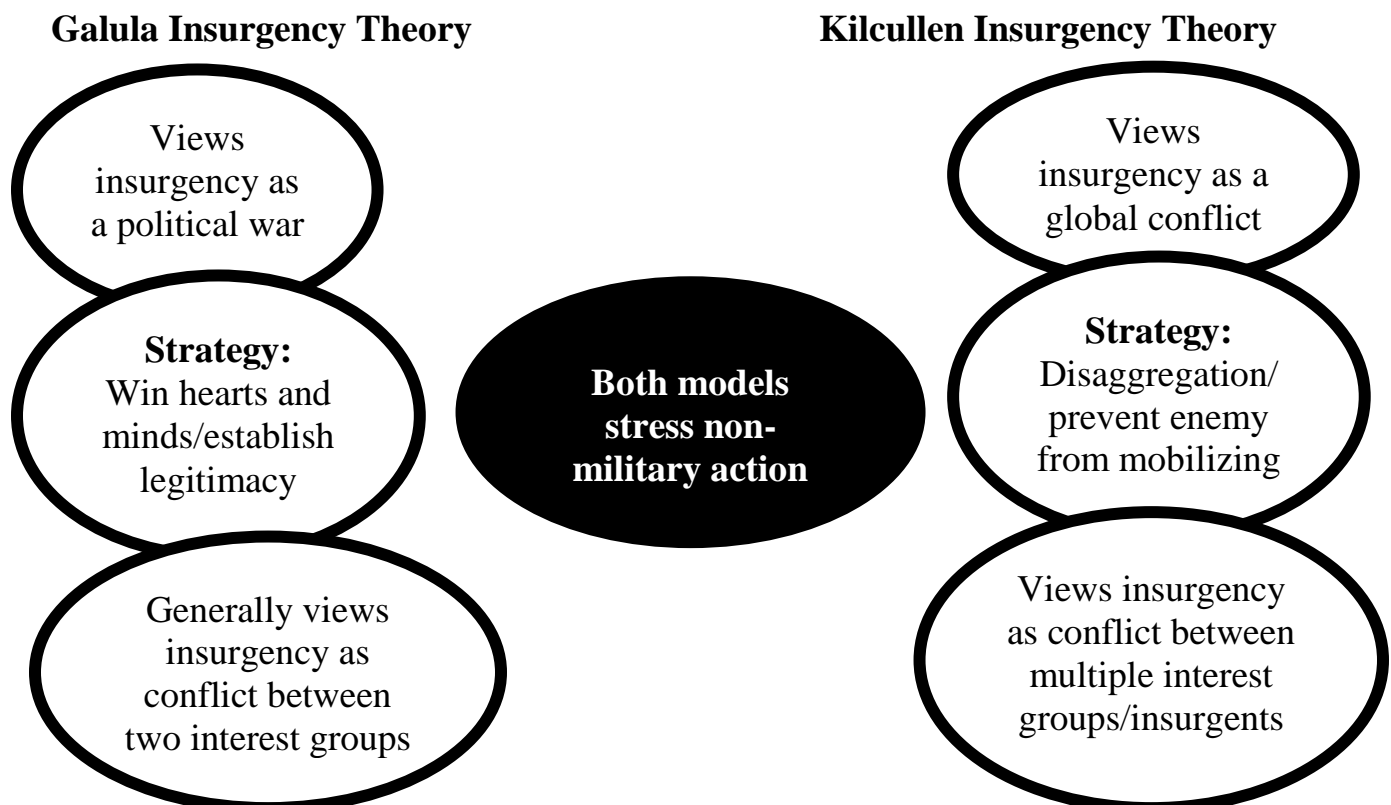 Galula Insurgency Theory
Views
insurgency as
a political war
Strategy:
Win hearts and
minds/establish
legitimacy
Generally views
insurgency as
conflict between
two interest groups
Both models
stress non-
military action
Kilcullen Insurgency Theory
Views
insurgency as a
global conflict
Strategy:
Disaggregation/
prevent enemy
from mobilizing
Views insurgency
as conflict between
multiple interest
groups/insurgents